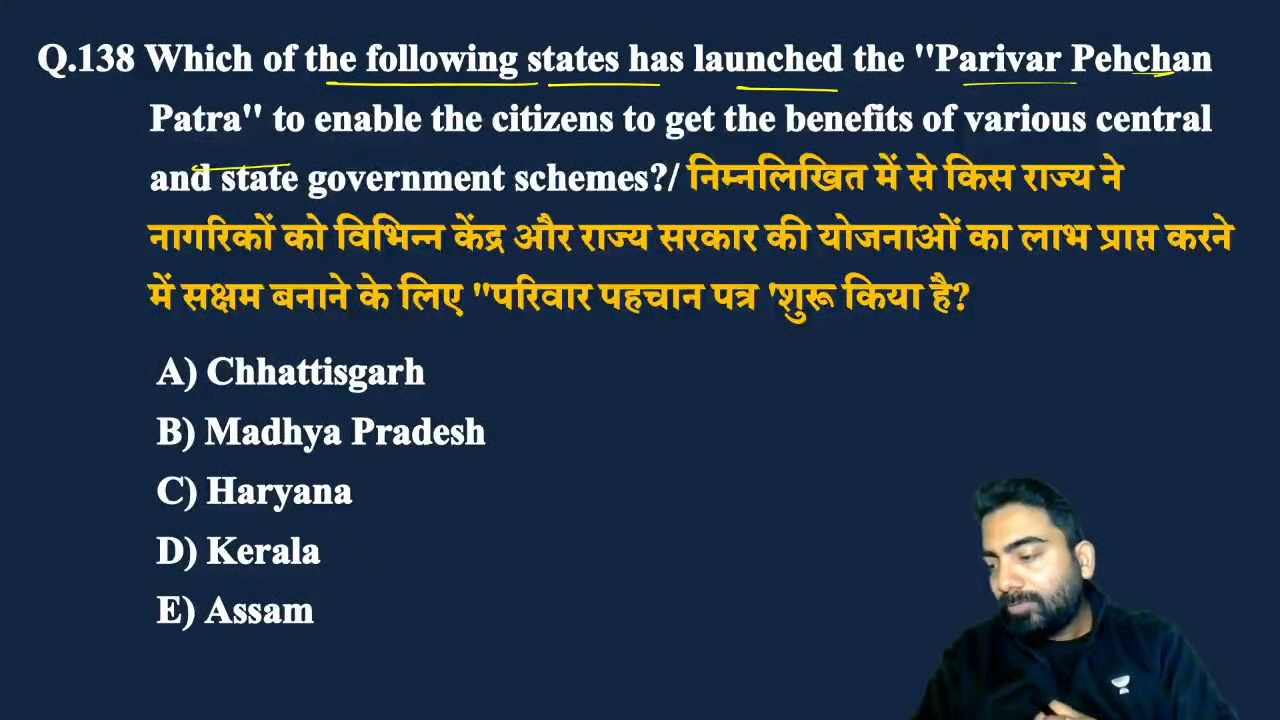 Q.138 Which of the following states has launched the "Parivar Pehchan
Patra" to enable the citizens to get the benefits of various central
and state government schemes?/ निम्नलिखित में से किस राज्य ने
नागरिकों को विभिन्न केंद्र और राज्य सरकार की योजनाओं का लाभ प्राप्त करने
में सक्षम बनाने के लिए "परिवार पहचान पत्र 'शुरू किया है?
A) Chhattisgarh
B) Madhya Pradesh
C) Haryana
D) Kerala
E) Assam